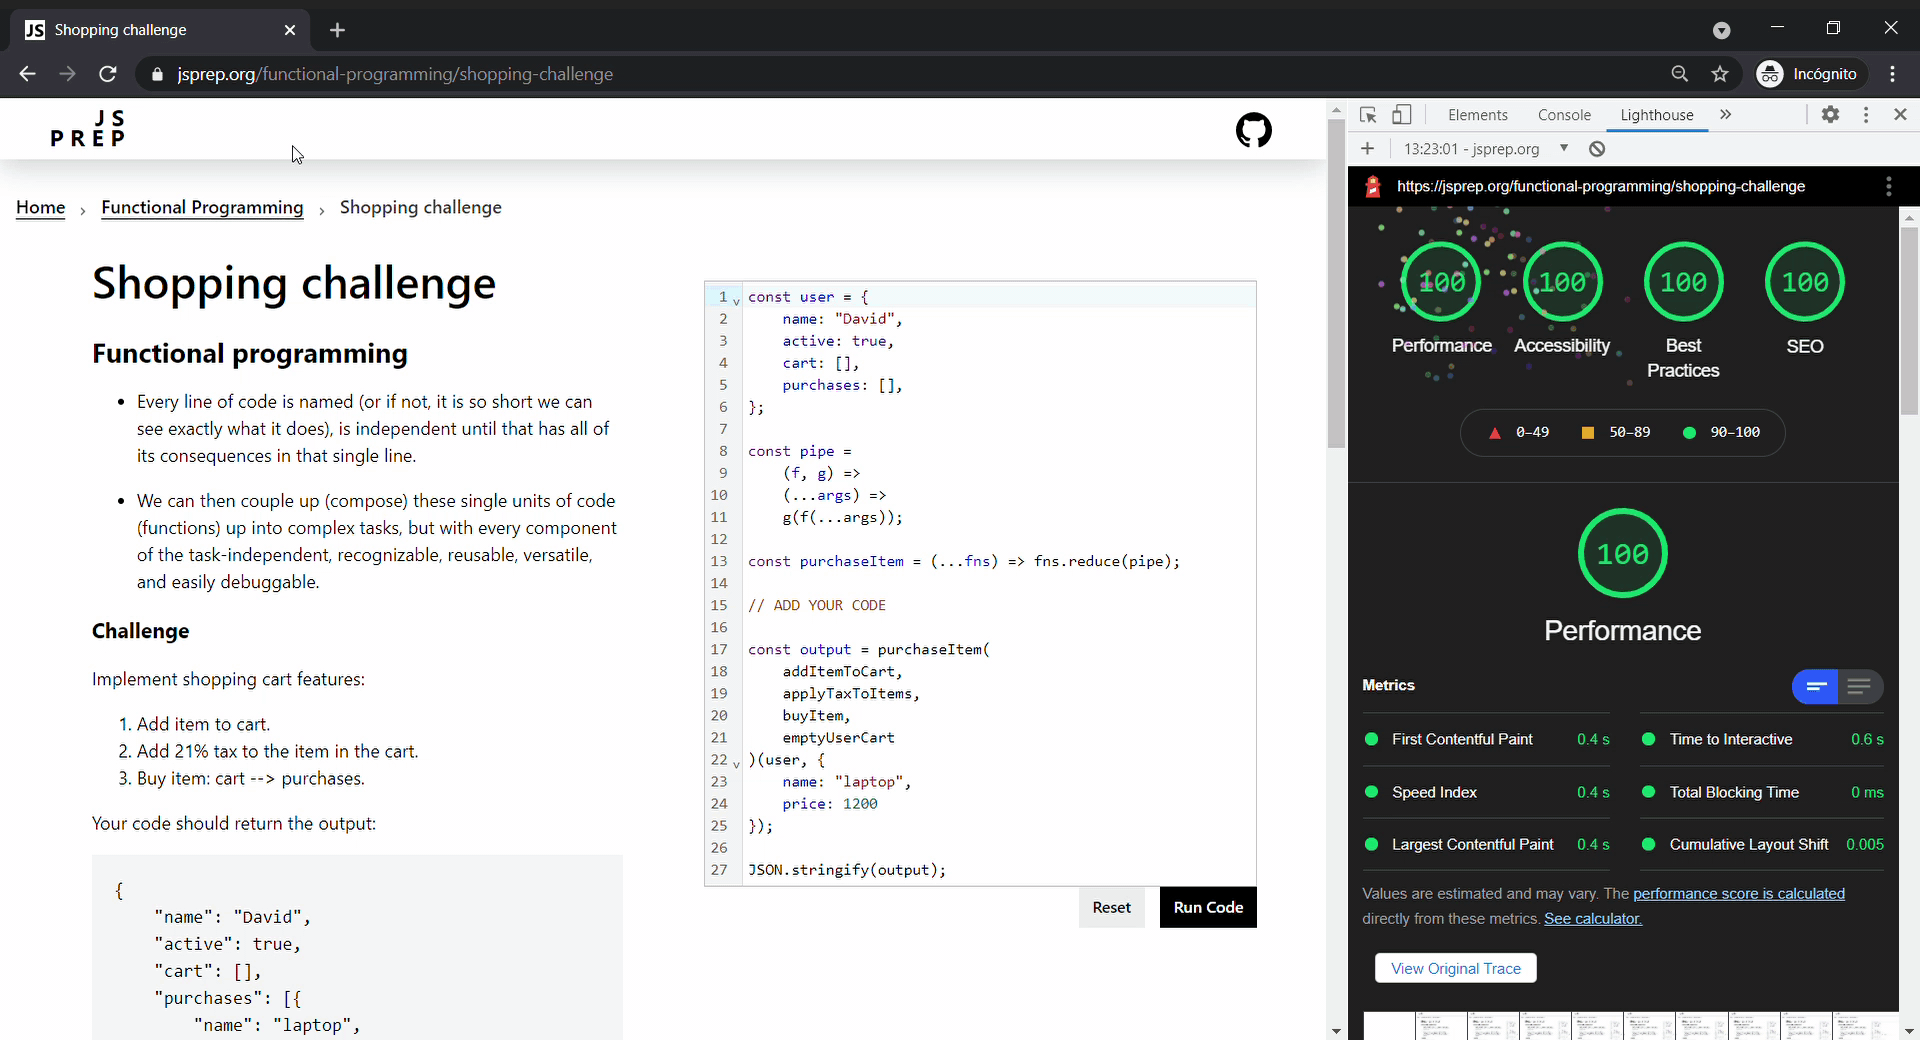 JS Shopping challenge
jsprep.org/functional-programming/shopping-challenge
Incógnito
JS
PREP
Home › Functional Programming › Shopping challenge
Shopping challenge
Functional programming
• Every line of code is named (or if not, it is so short we can
see exactly what it does), is independent until that has all of
its consequences in that single line.
• We can then couple up (compose) these single units of code
(functions) up into complex tasks, but with every component
of the task-independent, recognizable, reusable, versatile,
and easily debuggable.
Challenge
Implement shopping cart features:
1. Add item to cart.
2. Add 21% tax to the item in the cart.
3. Buy item: cart --> purchases.
Your code should return the output:
{
"name": "David",
"active": true,
"cart": [],
"purchases": [{
"name": "laptop",
1 const user = {
2 name: "David",
3 active: true,
4 cart: [],
5 purchases: [],
6 };
7
8 const pipe =
9 (f, g) =>
10 (...args) =>
11 g(f(...args));
12
13 const purchaseItem = (...fns) => fns.reduce(pipe);
14
15 // ADD YOUR CODE
16
17 const output = purchaseItem(
18 addItemToCart,
19 applyTaxToItems,
20 buyItem,
21 emptyUserCart
22 )(user, {
23 name: "laptop",
24 price: 1200
25 });
26
27 JSON.stringify(output);
Reset
Run Code
Elements Console Lighthouse »
13:23:01 - jsprep.org
https://jsprep.org/functional-programming/shopping-challenge
100 100 100 100
Performance Accessibility Best Practices SEO
0–49 50–89 90–100
100
Performance
Metrics
First Contentful Paint 0.4 s
Time to Interactive 0.6 s
Speed Index 0.4 s
Total Blocking Time 0 ms
Largest Contentful Paint 0.4 s
Cumulative Layout Shift 0.005
Values are estimated and may vary. The performance score is calculated
directly from these metrics. See calculator.
View Original Trace